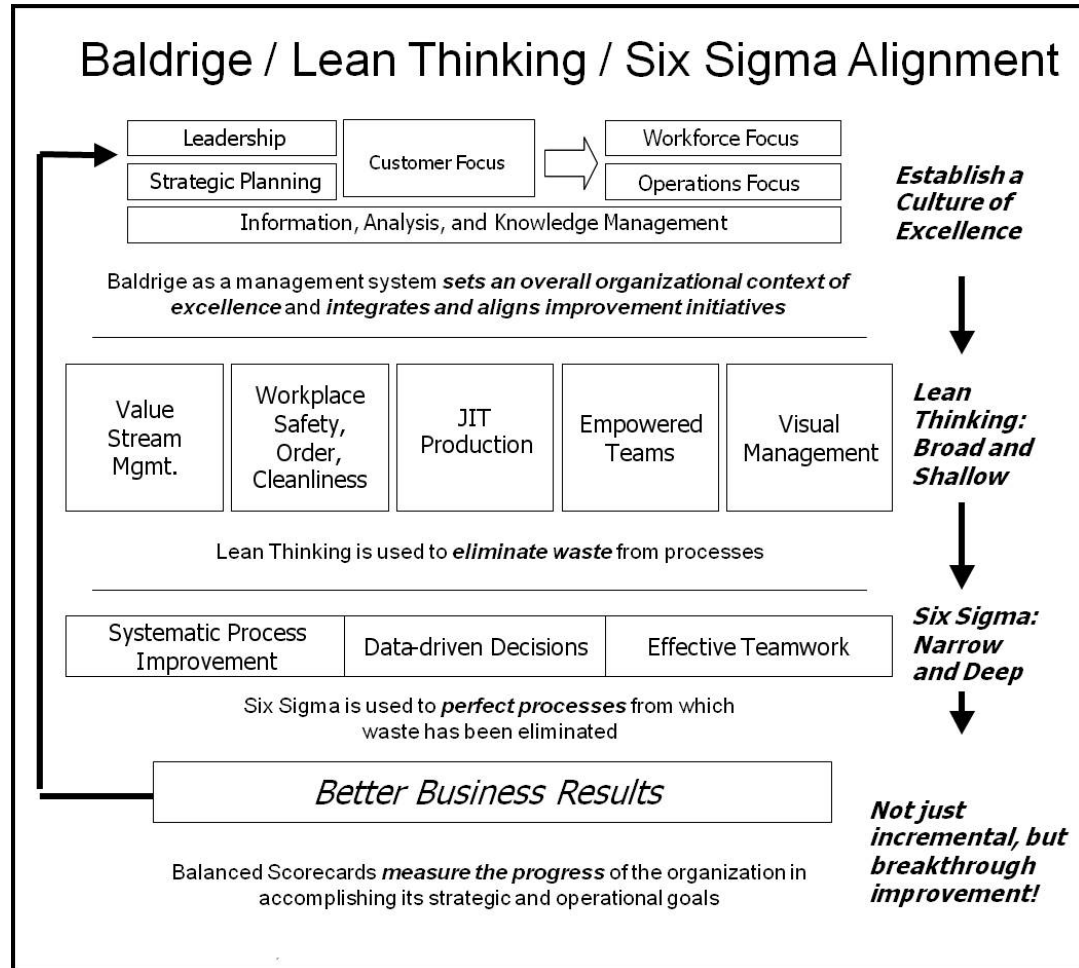 Baldrige / Lean Thinking / Six Sigma Alignment
Leadership
Strategic Planning
Customer Focus
Workforce Focus
Operations Focus
Information, Analysis, and Knowledge Management
Establish a
Culture of
Excellence
Baldrige as a management system sets an overall organizational context of
excellence and integrates and aligns improvement initiatives
Value
Stream
Mgmt.
Workplace
Safety,
Order,
Cleanliness
JIT
Production
Empowered
Teams
Visual
Management
Lean
Thinking:
Broad and
Shallow
Lean Thinking is used to eliminate waste from processes
Systematic Process
Improvement
Data-driven Decisions
Effective Teamwork
Six Sigma:
Narrow
and Deep
Six Sigma is used to perfect processes from which
waste has been eliminated
Better Business Results
Not just
incremental, but
breakthrough
improvement!
Balanced Scorecards measure the progress of the organization in
accomplishing its strategic and operational goals